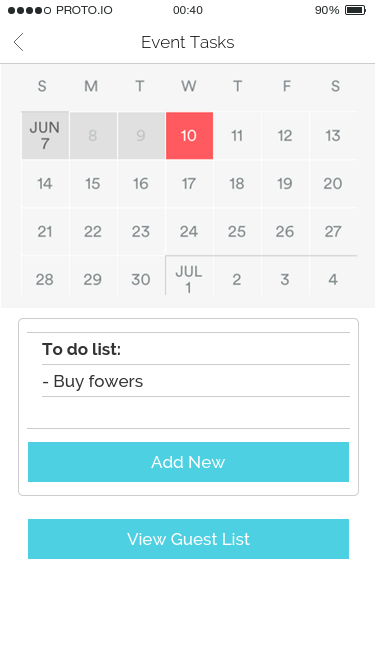 PROTO.IO 00:40 90%
Event Tasks
S M T W T F S
JUN 7 8 9 10 11 12 13
14 15 16 17 18 19 20
21 22 23 24 25 26 27
28 29 30 JUL 1 2 3 4
To do list:
- Buy fowers
Add New
View Guest List